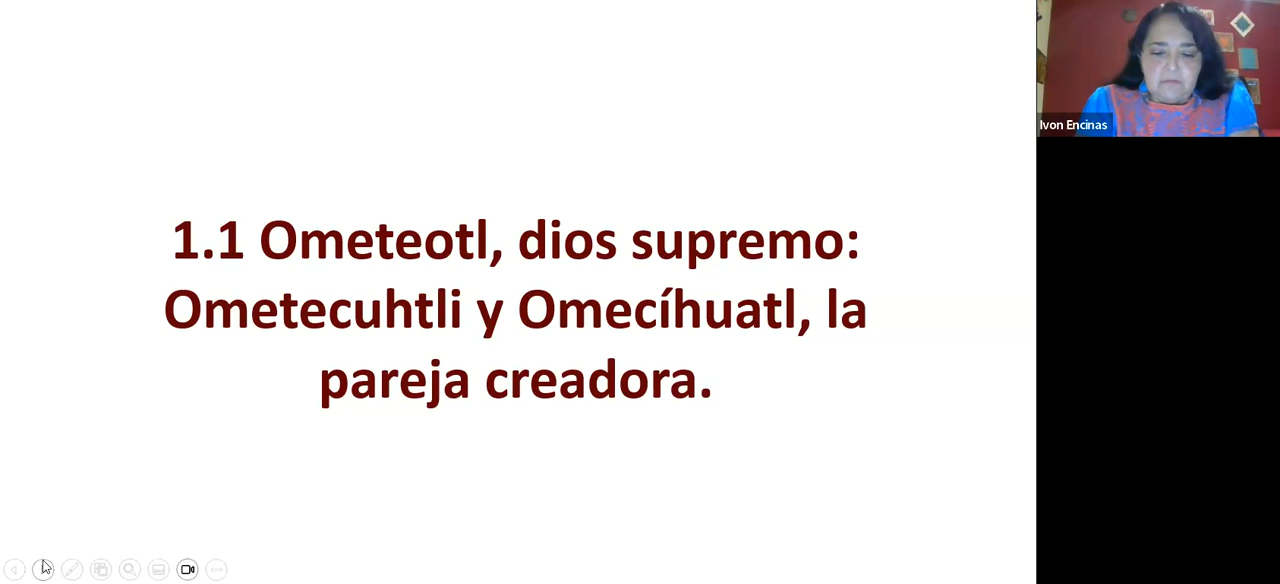 1.1 Ometeotl, dios supremo:
Ometecuhtli y Omecíhuatl, la
pareja creadora.
Ivon Encinas